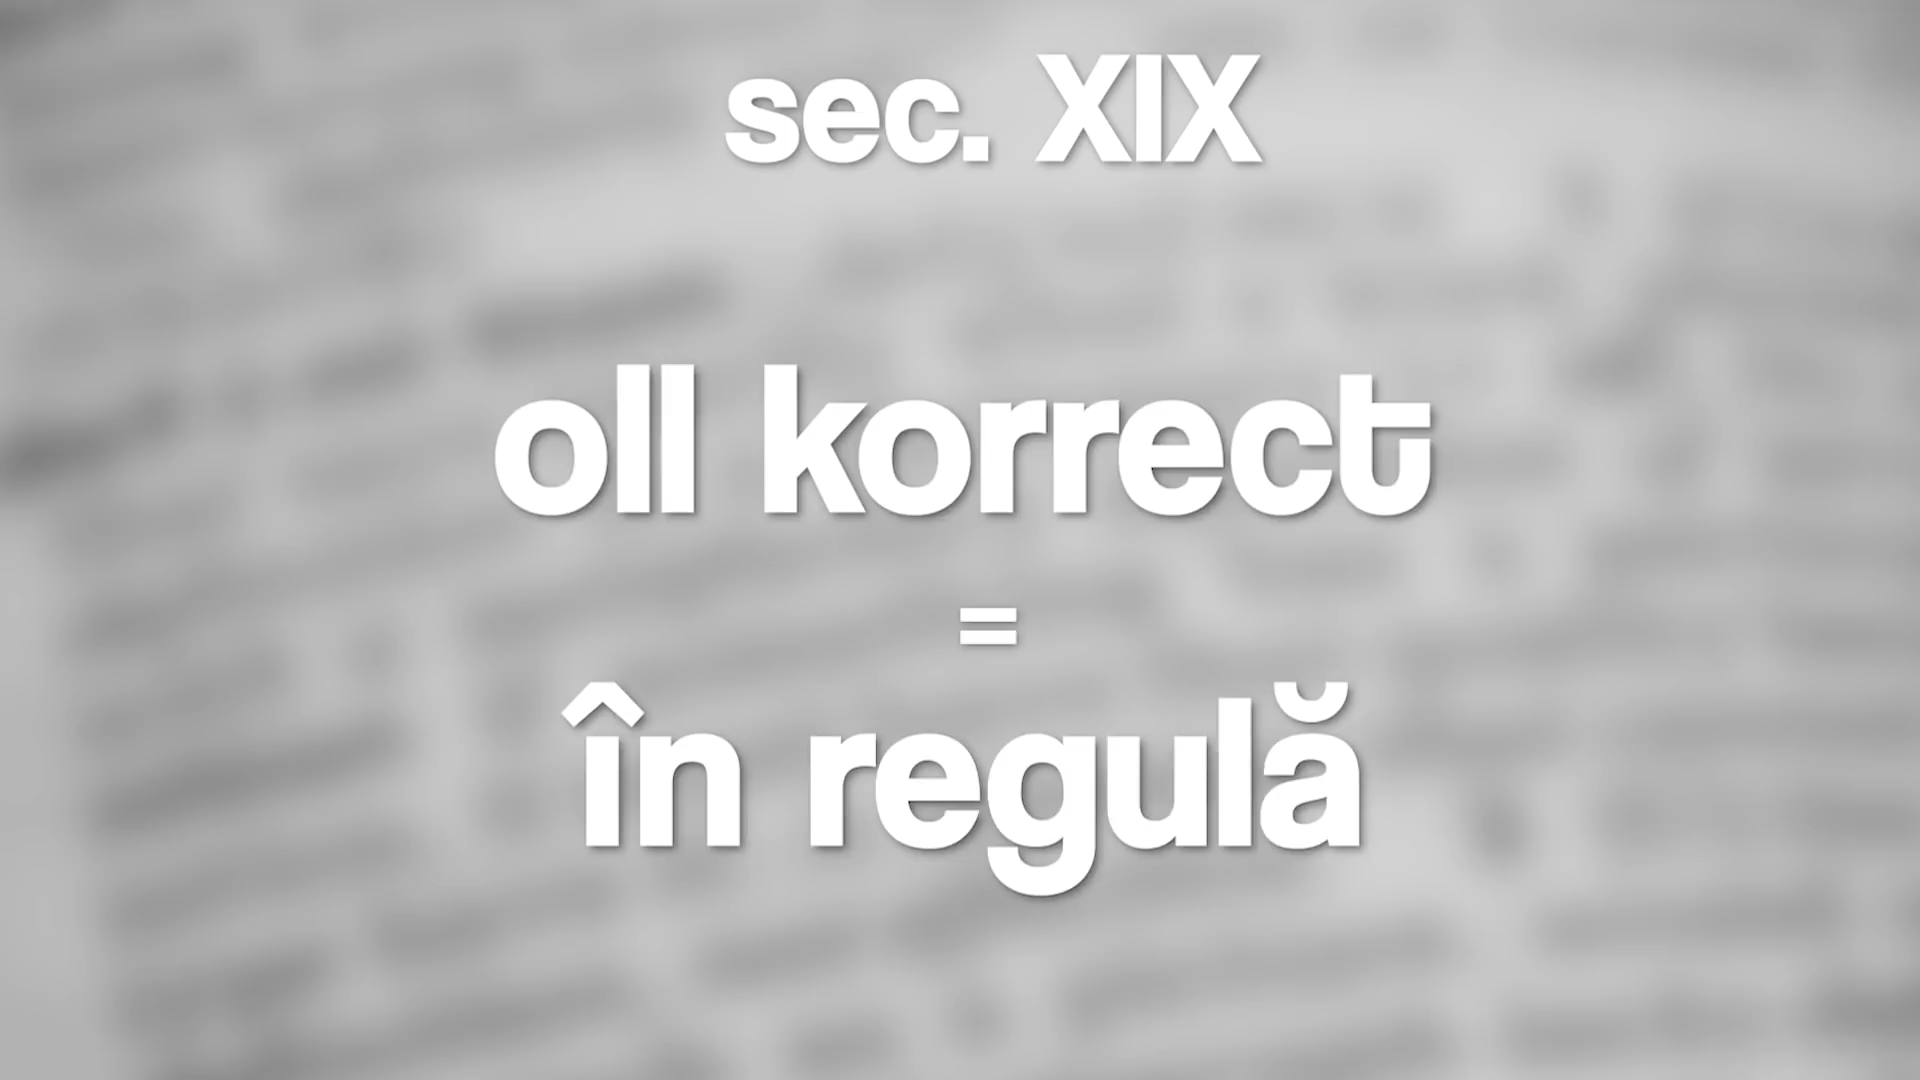 sec. XIX
oll korrect
=
în regulă